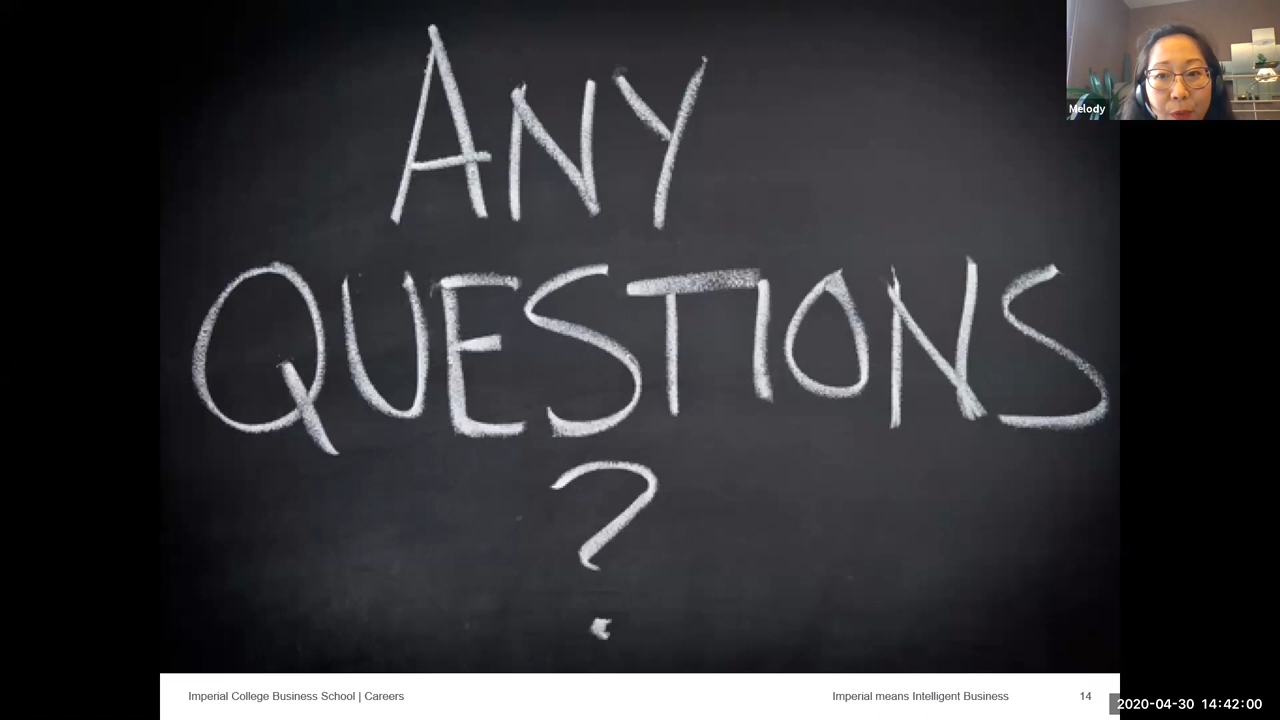 ANY
QUESTIONS
?
Melody
Imperial College Business School | Careers
Imperial means Intelligent Business
14
2020-04-30 14:42:00